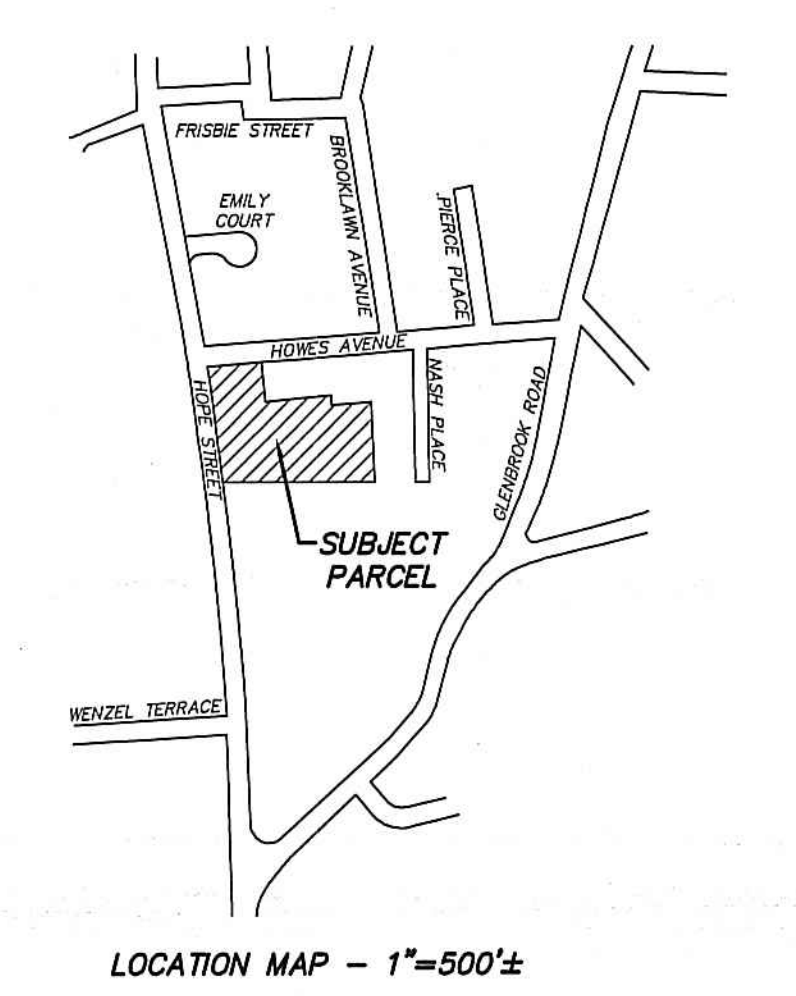 FRISBIE STREET
BROOKLAWN AVENUE
EMILY
COURT
.PIERCE PLACE
HOWES AVENUE
NASH PLACE
HOPE STREET
GLENBROOK ROAD
SUBJECT
PARCEL
WENZEL TERRACE
LOCATION MAP - 1"=500'±